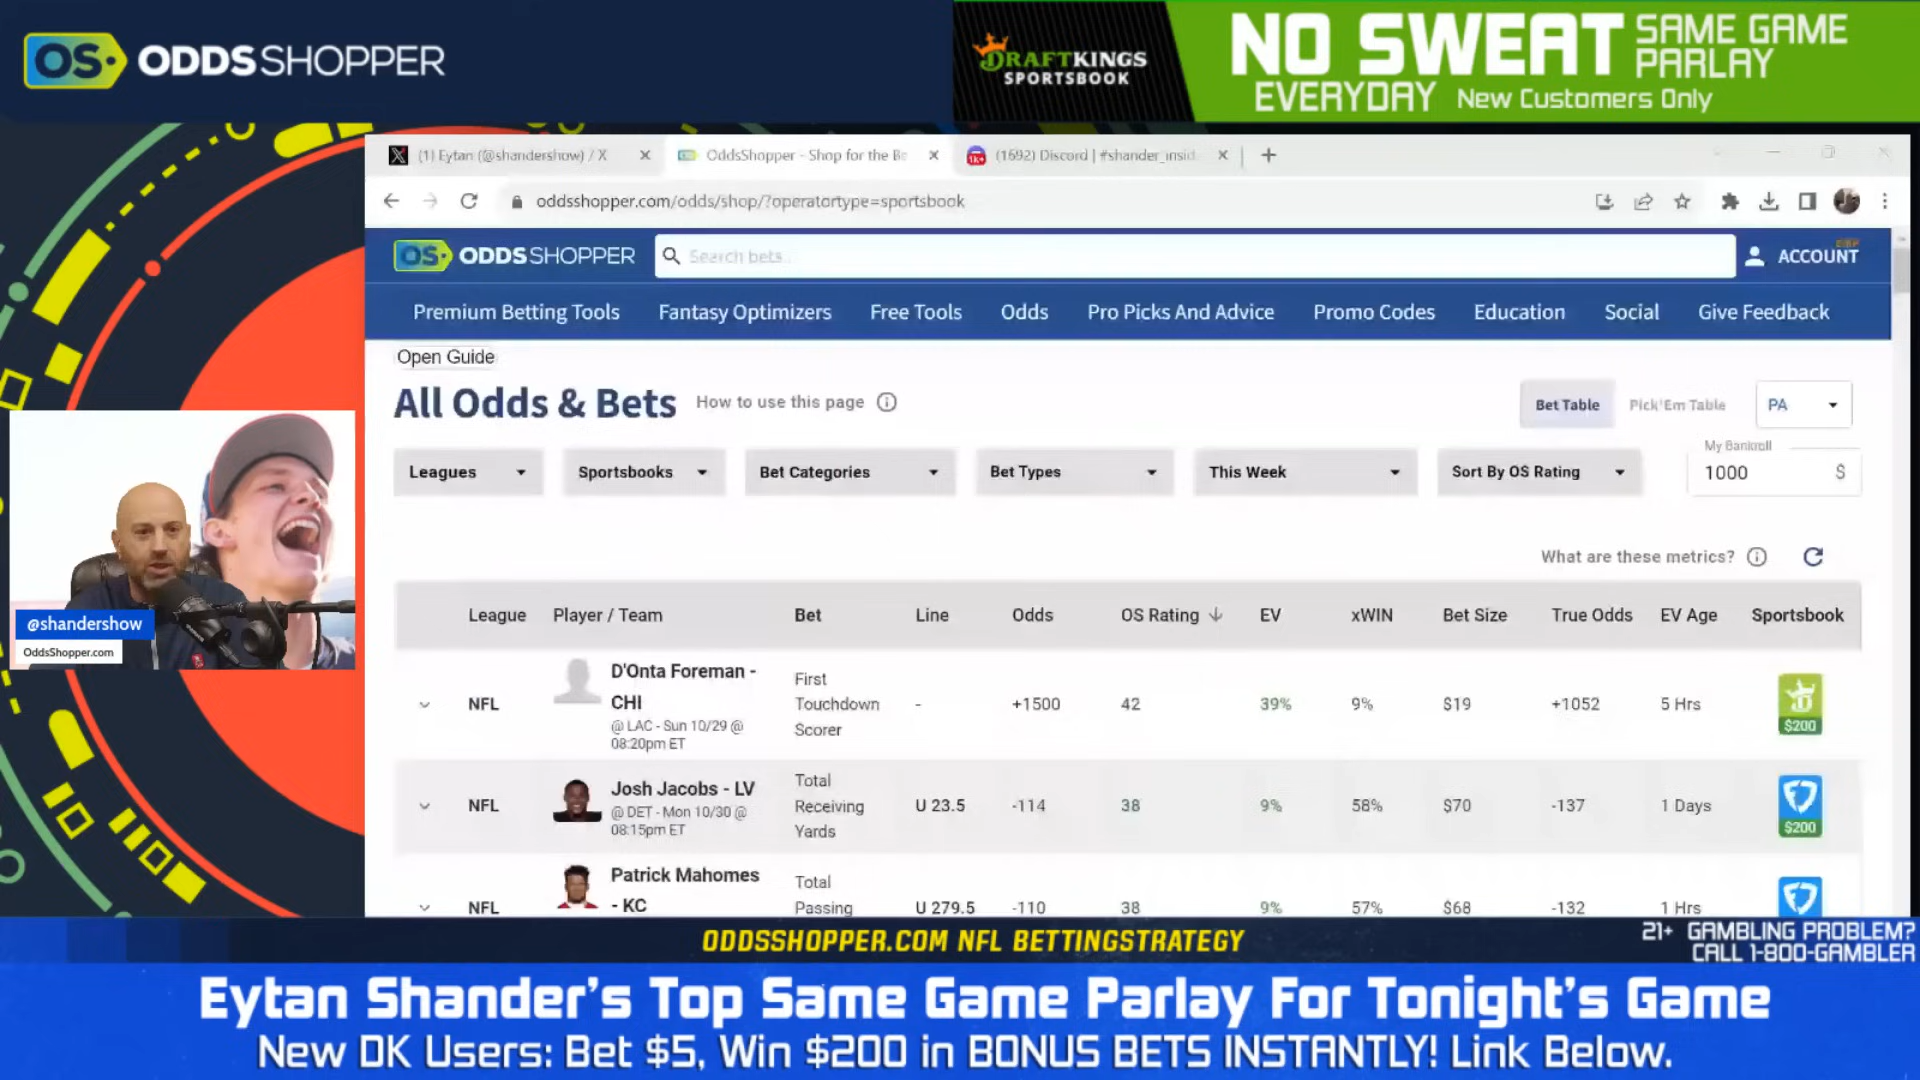 OS ODDSSHOPPER
DRAFTKINGS
SPORTSBOOK
NO SWEAT SAME GAME PARLAY
EVERYDAY New Customers Only
(1) Eytan (@shandershow) / X
OddsShopper - Shop for the Be
(1692) Discord | #shander_insid
oddsshopper.com/odds/shop/?operatortype=sportsbook
OS ODDSSHOPPER
Search bets..
ACCOUNT
Premium Betting Tools Fantasy Optimizers Free Tools Odds Pro Picks And Advice Promo Codes Education Social Give Feedback
Open Guide
All Odds & Bets How to use this page
Bet Table Pick'Em Table PA
Leagues Sportsbooks Bet Categories Bet Types This Week Sort By OS Rating
My Bankroll
1000 $
What are these metrics?
League Player / Team Bet Line Odds OS Rating EV xWIN Bet Size True Odds EV Age Sportsbook
NFL
D'Onta Foreman -
CHI
@ LAC - Sun 10/29 @
08:20pm ET
First
Touchdown
Scorer
- +1500 42 39% 9% $19 +1052 5 Hrs
$200
NFL
Josh Jacobs - LV
@ DET - Mon 10/30 @
08:15pm ET
Total
Receiving
Yards
U 23.5 -114 38 9% 58% $70 -137 1 Days
$200
NFL
Patrick Mahomes
- KC
Total
Passing
U 279.5 -110 38 9% 57% $68 -132 1 Hrs
@shandershow
OddsShopper.com
ODDSSHOPPER.COM NFL BETTINGSTRATEGY
21+ GAMBLING PROBLEM?
CALL 1-800-GAMBLER
Eytan Shander's Top Same Game Parlay For Tonight's Game
New DK Users: Bet $5, Win $200 in BONUS BETS INSTANTLY! Link Below.